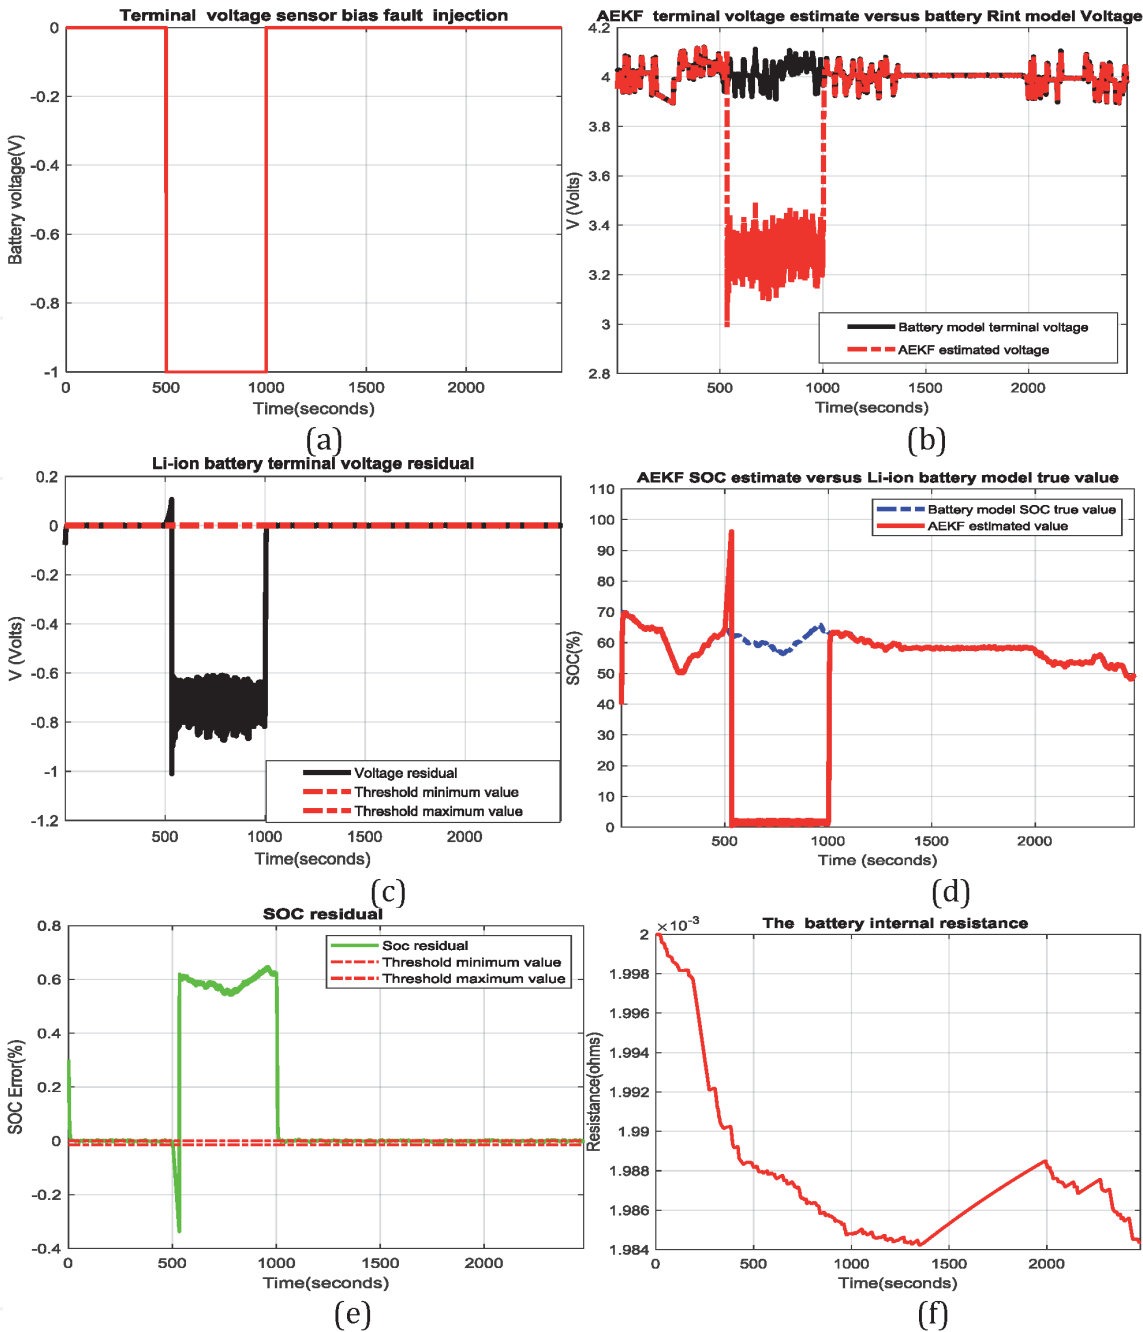 Terminal voltage sensor bias fault injection
0
-0.2
-0.4
-0.6
-0.8
-1
Battery voltage(V)
0 500 1000 1500 2000
Time(seconds)
(a)
AEKF terminal voltage estimate versus battery Rint model Voltage
4.2
4
3.8
3.6
3.4
3.2
3
2.8
V (Volts)
Battery model terminal voltage
AEKF estimated voltage
500 1000 1500 2000
Time(seconds)
(b)
Li-ion battery terminal voltage residual
0.2
0
-0.2
-0.4
-0.6
-0.8
-1
-1.2
V (Volts)
Voltage residual
Threshold minimum value
Threshold maximum value
500 1000 1500 2000
Time(seconds)
(c)
AEKF SOC estimate versus Li-ion battery model true value
110
100
90
80
70
60
50
40
30
20
10
0
SOC(%)
Battery model SOC true value
AEKF estimated value
500 1000 1500 2000
Time (seconds)
(d)
SOC residual
0.8
0.6
0.4
0.2
0
-0.2
-0.4
SOC Error(%)
Soc residual
Threshold minimum value
Threshold maximum value
0 500 1000 1500 2000
Time(seconds)
(e)
The battery internal resistance
×10⁻³
2
1.998
1.996
1.994
1.992
1.99
1.988
1.986
1.984
Resistance(ohms)
0 500 1000 1500 2000
Time(seconds)
(f)